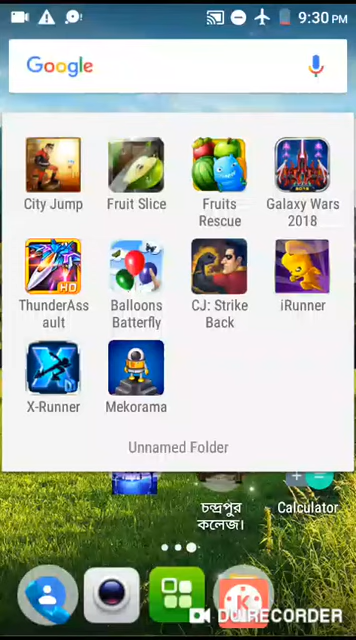 9:30 PM
Google
City Jump
Fruit Slice
Fruits
Rescue
Galaxy Wars
2018
HD
ThunderAss
ault
Balloons
Batterfly
CJ: Strike
Back
iRunner
X
X-Runner
Mekorama
Unnamed Folder
চন্দ্রপুর
কলেজ।
Calculator
DU RECORDER